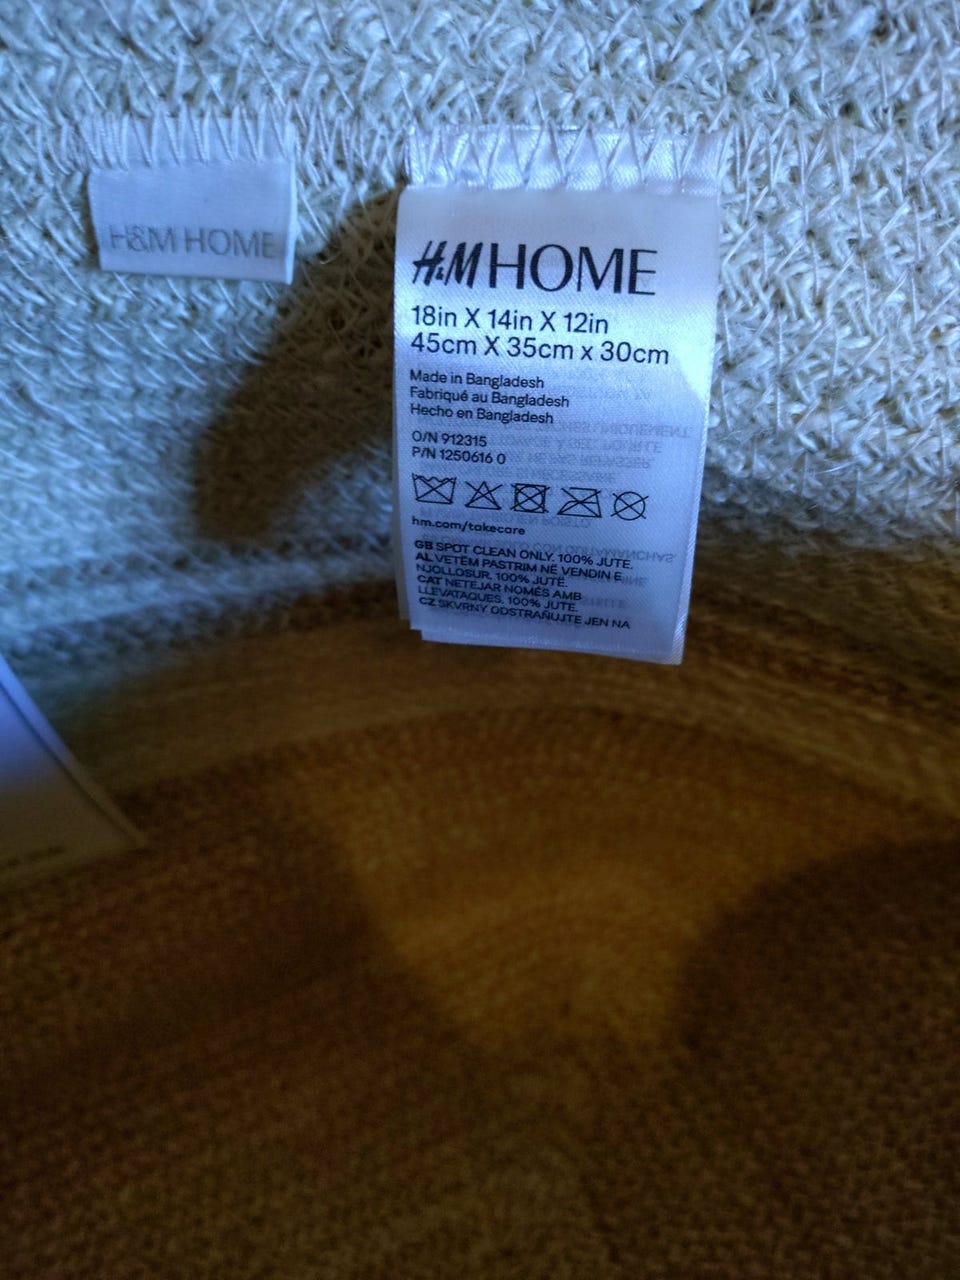 H&M HOME
H&M HOME
18in X 14in X 12in
45cm X 35cm x 30cm
Made in Bangladesh
Fabriqué au Bangladesh
Hecho en Bangladesh
O/N 912315
P/N 1250616 0
hm.com/takecare
GB SPOT CLEAN ONLY. 100% JUTE.
AL VETËM PASTRIM NË VENDIN E
NJOLLOSUR. 100% JUTË.
CAT NETEJAR NOMÉS AMB
LLEVATAQUES. 100% JUTE.
CZ SKVRNY ODSTRAŇUJTE JEN NA